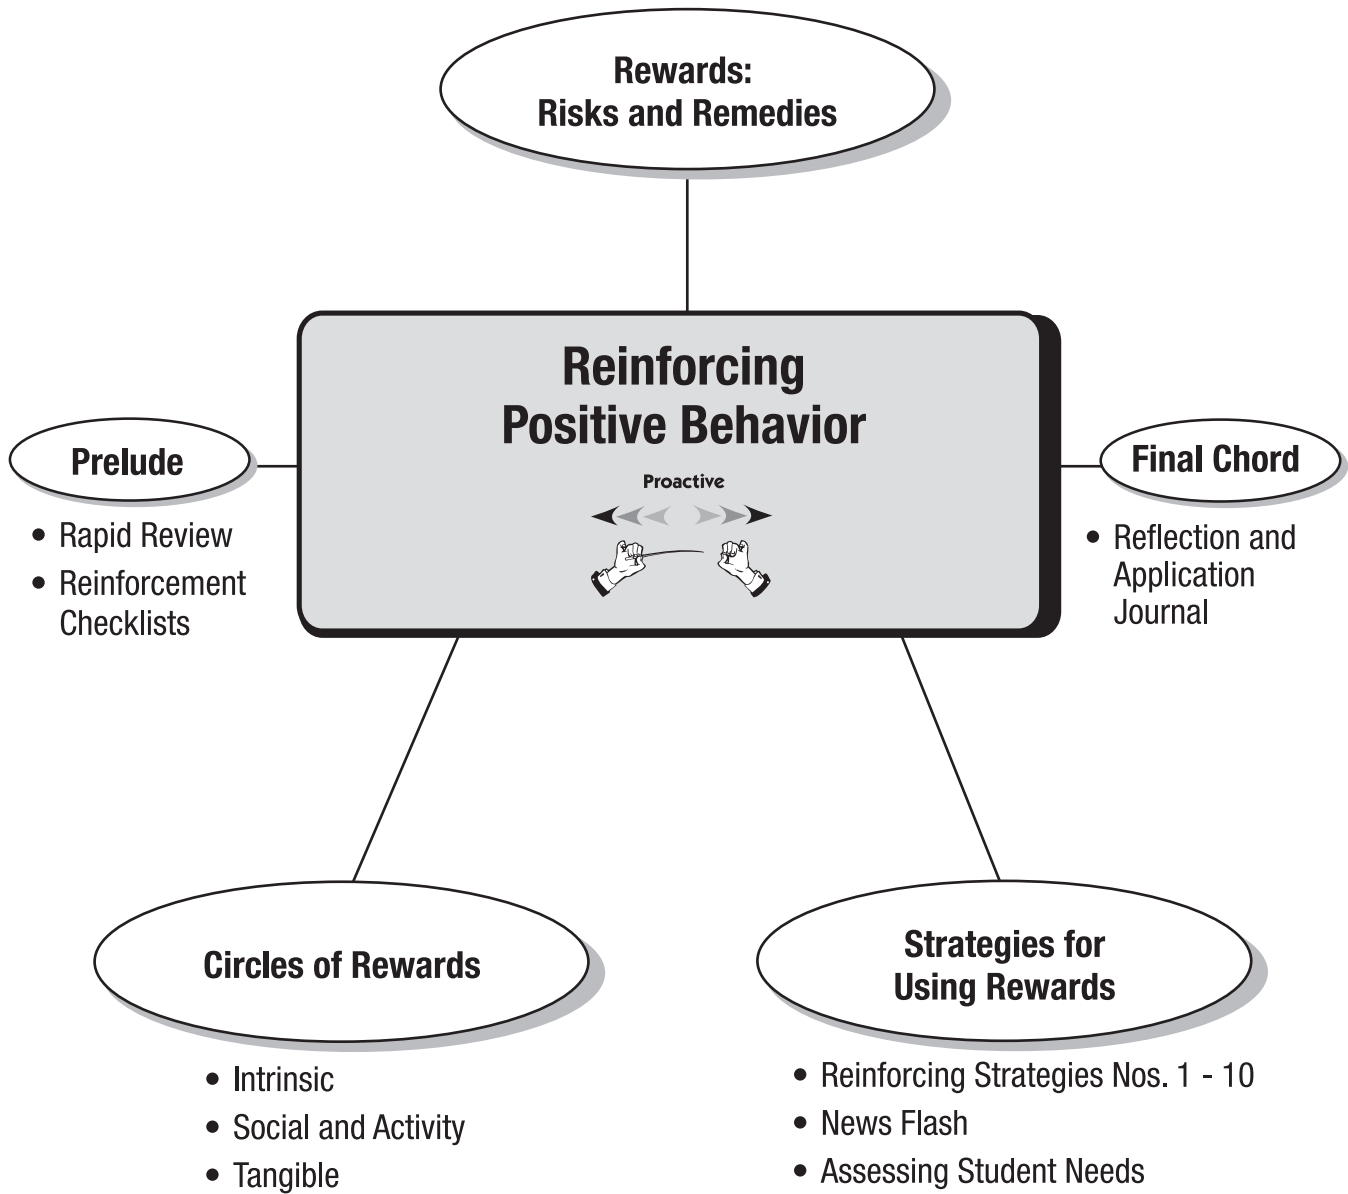 Rewards:
Risks and Remedies
Reinforcing
Positive Behavior
Proactive
Prelude
• Rapid Review
• Reinforcement
Checklists
Final Chord
• Reflection and
Application
Journal
Circles of Rewards
• Intrinsic
• Social and Activity
• Tangible
Strategies for
Using Rewards
• Reinforcing Strategies Nos. 1 - 10
• News Flash
• Assessing Student Needs